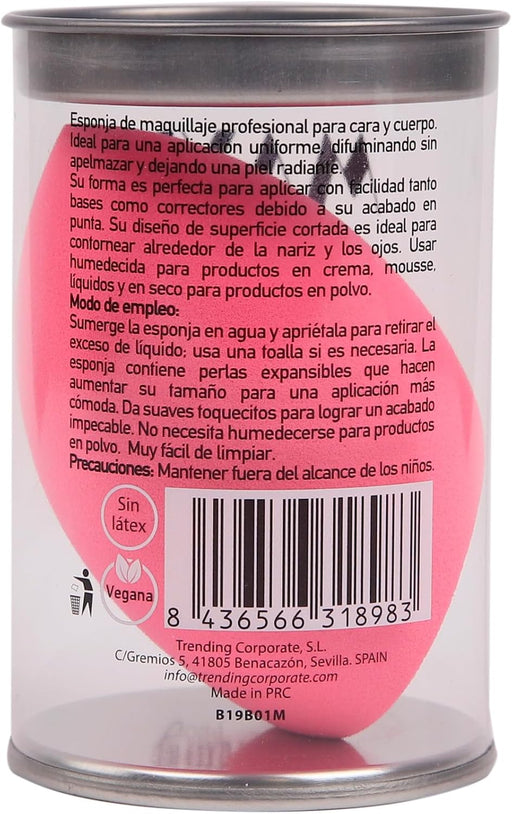 Esponja de maquillaje profesional para cara y cuerpo.
Ideal para una aplicación uniforme, difuminando sin
apelmazar y dejando una piel radiante.
Su forma es perfecta para aplicar con facilidad tanto
bases como correctores debido a su acabado en
punta. Su diseño de superficie cortada es ideal para
contornear alrededor de la nariz y los ojos. Usar
humedecida para productos en crema, mousse,
líquidos y en seco para productos en polvo.
Modo de empleo:
Sumerge la esponja en agua y apriétala para retirar el
exceso de líquido; usa una toalla si es necesaria. La
esponja contiene perlas expansibles que hacen
aumentar su tamaño para una aplicación más
cómoda. Da suaves toquecitos para lograr un acabado
impecable. No necesita humedecerse para productos
en polvo. Muy fácil de limpiar.
Precauciones: Mantener fuera del alcance de los niños.
Sin
látex
Vegana
8 436566 318983
Trending Corporate, S.L.
C/Gremios 5, 41805 Benacazón, Sevilla. SPAIN
info@trendingcorporate.com
Made in PRC
B19B01M